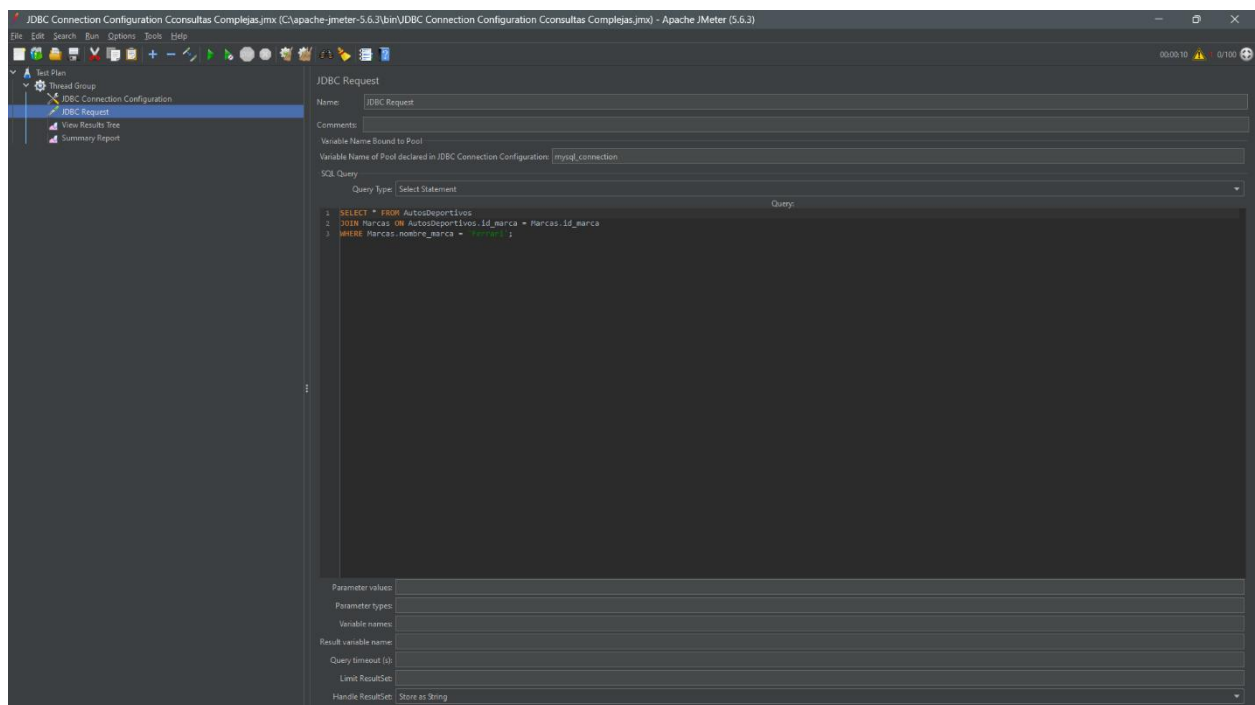 JDBC Connection Configuration Cconsultas Complejas.jmx (C:\apache-jmeter-5.6.3\bin\JDBC Connection Configuration Cconsultas Complejas.jmx) - Apache JMeter (5.6.3)
File Edit Search Run Options Tools Help
00:00:10 0/100
Test Plan
Thread Group
JDBC Connection Configuration
JDBC Request
View Results Tree
Summary Report
JDBC Request
Name: JDBC Request
Comments:
Variable Name Bound to Pool
Variable Name of Pool declared in JDBC Connection Configuration: mysql_connection
SQL Query
Query Type: Select Statement
Query:
1 SELECT * FROM AutosDeportivos
2 JOIN Marcas ON AutosDeportivos.id_marca = Marcas.id_marca
3 WHERE Marcas.nombre_marca = 'Ferrari';
Parameter values:
Parameter types:
Variable names:
Result variable name:
Query timeout (s):
Limit ResultSet:
Handle ResultSet: Store as String